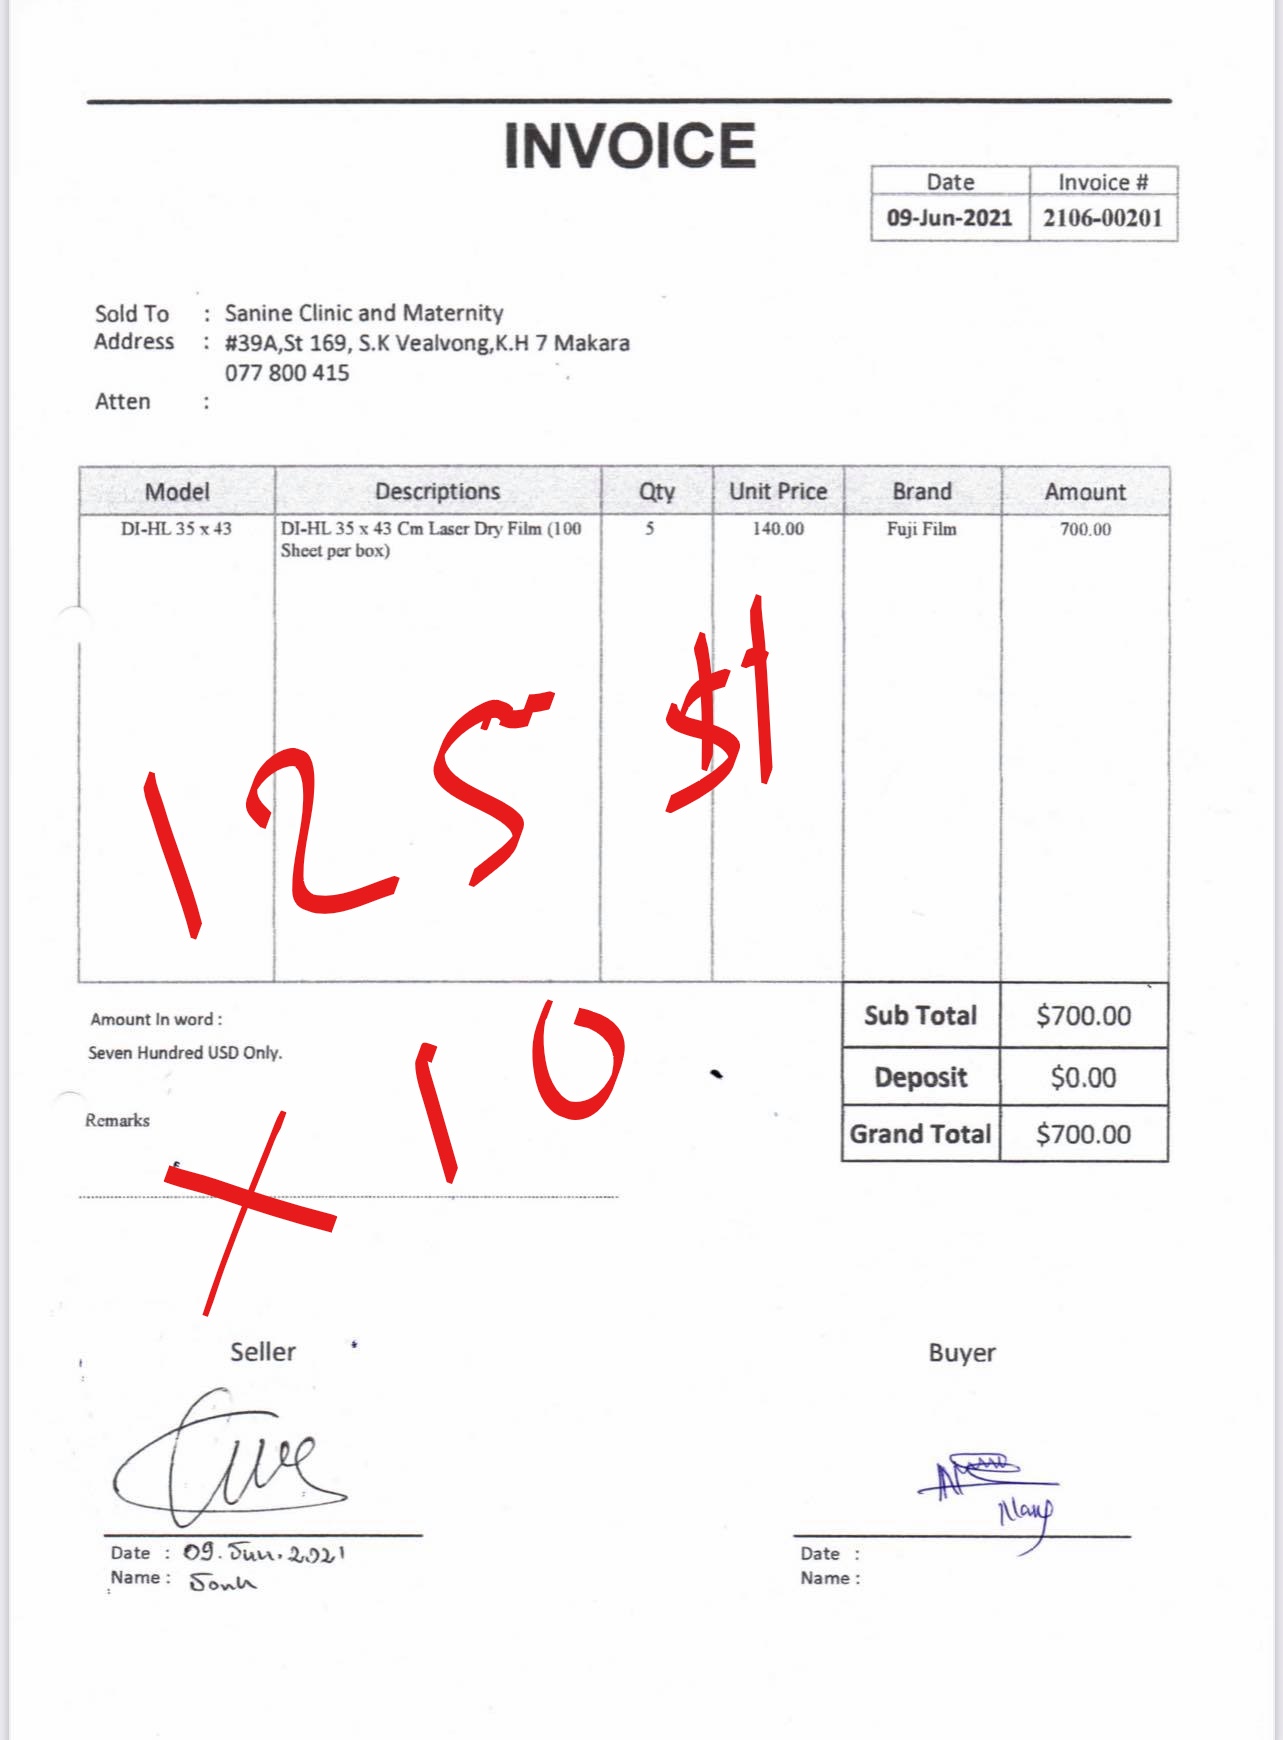 INVOICE
Date Invoice #
09-Jun-2021 2106-00201
Sold To : Sanine Clinic and Maternity
Address : #39A,St 169, S.K Vealvong,K.H 7 Makara
077 800 415
Atten :
Model Descriptions Qty Unit Price Brand Amount
DI-HL 35 x 43 DI-HL 35 x 43 Cm Laser Dry Film (100 5 140.00 Fuji Film 700.00
Sheet per box)
125 $1
Amount In word :
Seven Hundred USD Only.
Sub Total $700.00
Deposit $0.00
Grand Total $700.00
Remarks
× 10
Seller Buyer
Date : 09.Jun.2021 Date :
Name : Name :